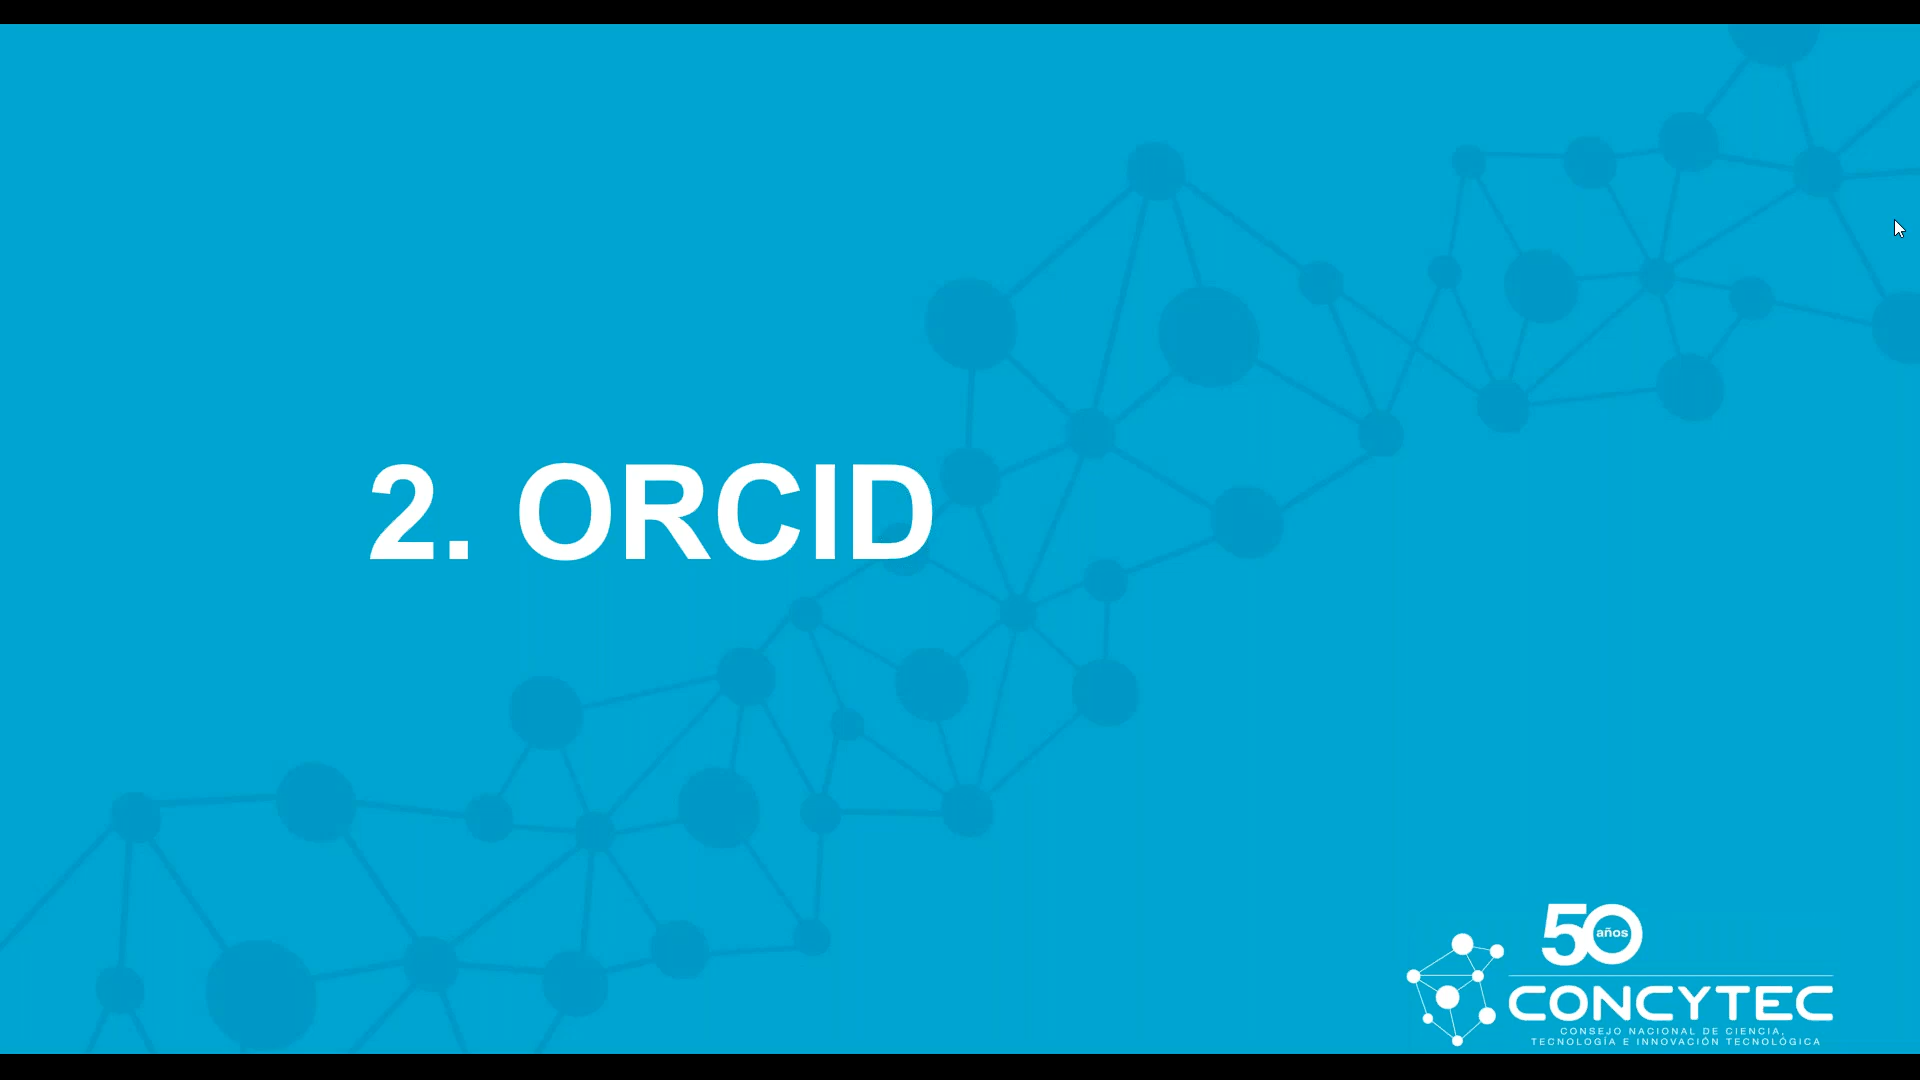 2. ORCID
50 años
CONCYTEC
CONSEJO NACIONAL DE CIENCIA,
TECNOLOGÍA E INNOVACIÓN TECNOLÓGICA